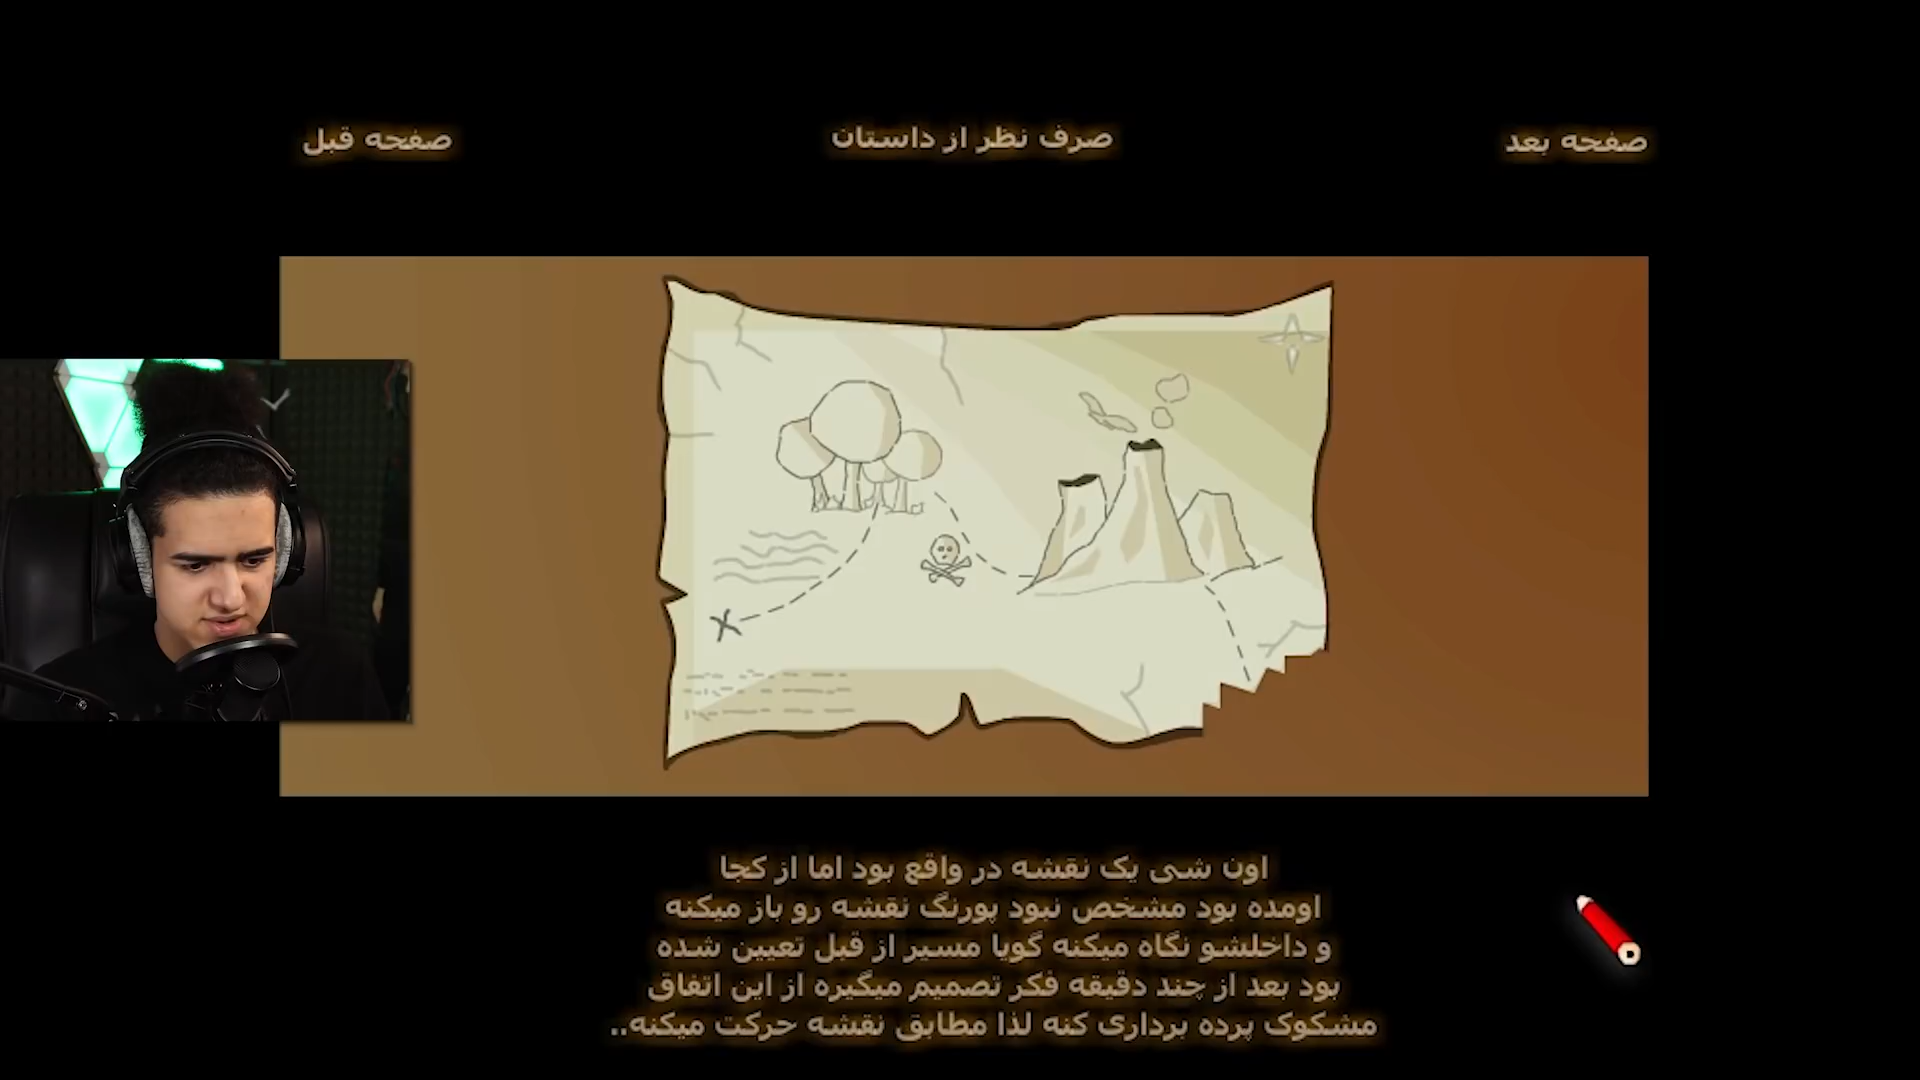 صفحه بعد
صرف نظر از داستان
صفحه قبل
اون شی یک نقشه در واقع بود اما از کجا
اومده بود مشخص نبود پورنگ نقشه رو باز میکنه
و داخلشو نگاه میکنه گویا مسیر از قبل تعیین شده
بود بعد از چند دقیقه فکر تصمیم میگیره از این اتفاق
مشکوک پرده برداری کنه لذا مطابق نقشه حرکت میکنه..